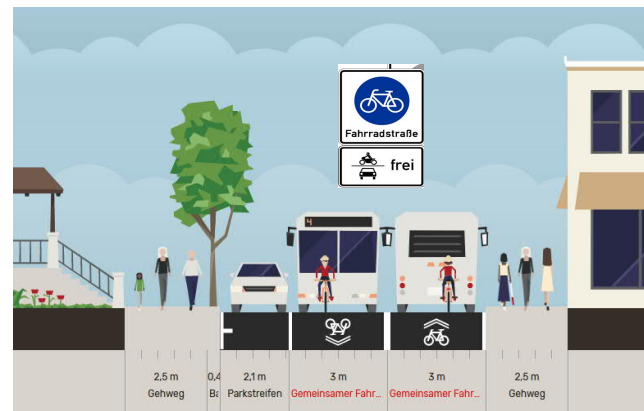 Fahrradstraße
frei
4
2,5 m
Gehweg
0,4
Ba
2,1 m
Parkstreifen
3 m
Gemeinsamer Fahr...
3 m
Gemeinsamer Fahr...
2,5 m
Gehweg